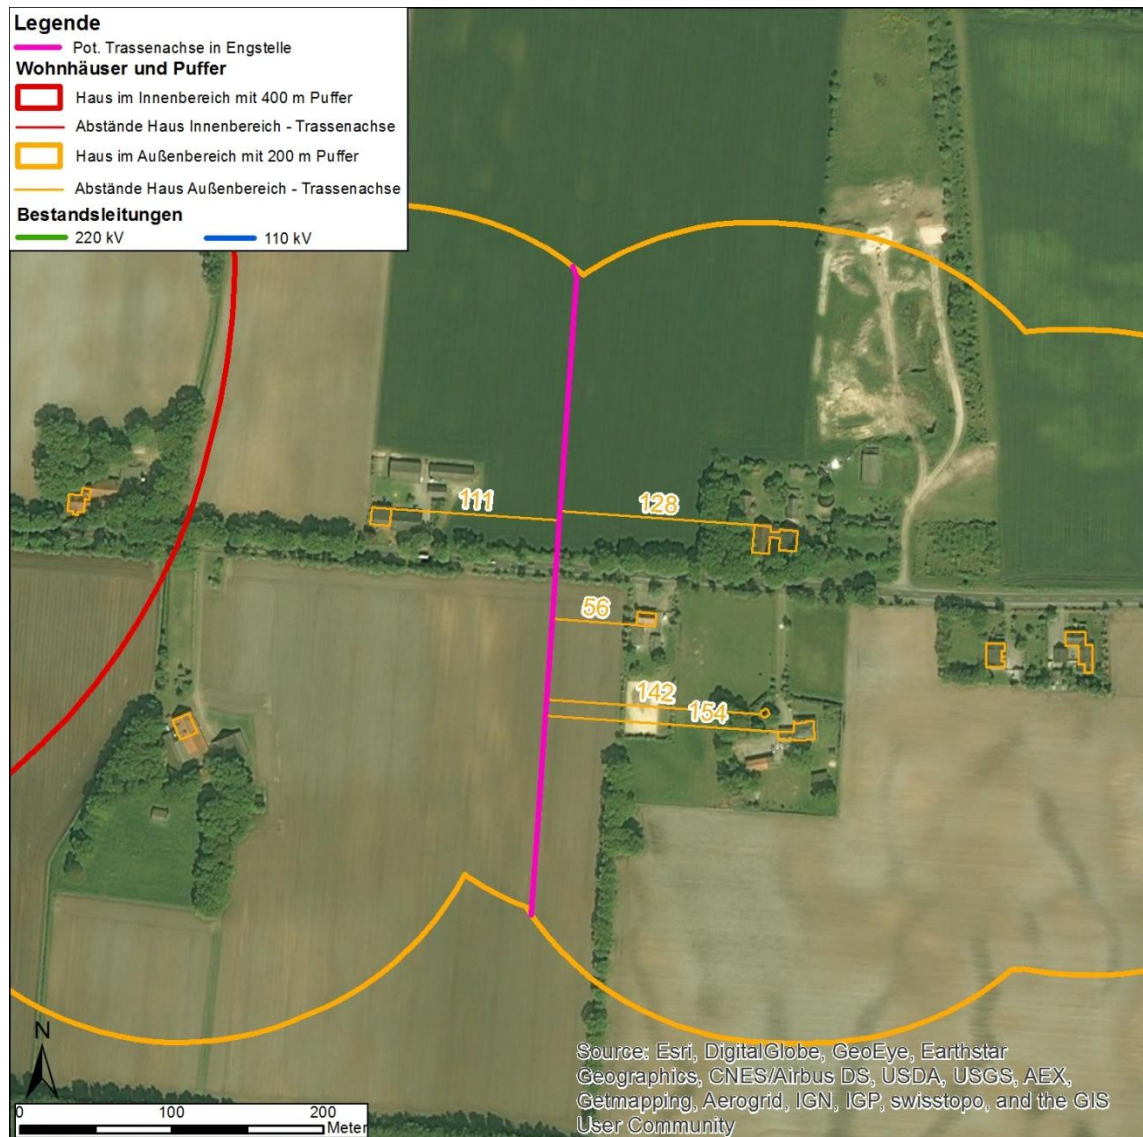 Legende
Pot. Trassenachse in Engstelle
Wohnhäuser und Puffer
Haus im Innenbereich mit 400 m Puffer
Abstände Haus Innenbereich - Trassenachse
Haus im Außenbereich mit 200 m Puffer
Abstände Haus Außenbereich - Trassenachse
Bestandsleitungen
220 kV 110 kV
111
128
56
142
154
N
0 100 200
Meter
Source: Esri, DigitalGlobe, GeoEye, Earthstar
Geographics, CNES/Airbus DS, USDA, USGS, AEX,
Getmapping, Aerogrid, IGN, IGP, swisstopo, and the GIS
User Community